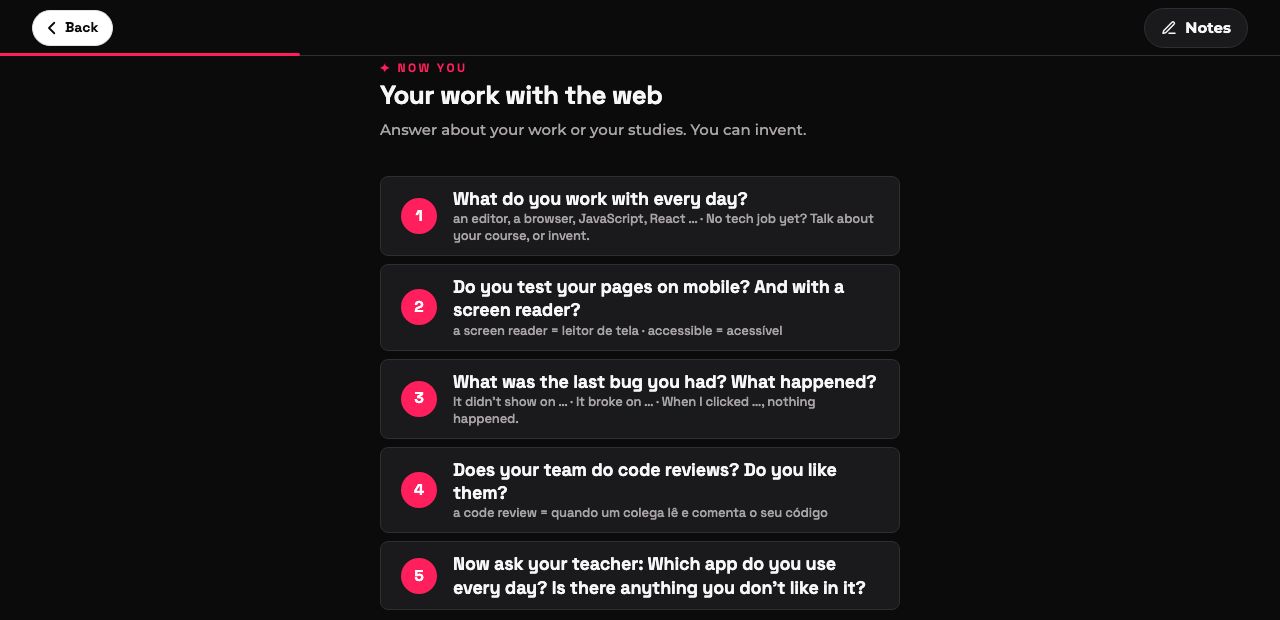 Back
Notes
NOW YOU
Your work with the web
Answer about your work or your studies. You can invent.
1
What do you work with every day?
an editor, a browser, JavaScript, React ... · No tech job yet? Talk about
your course, or invent.
2
Do you test your pages on mobile? And with a
screen reader?
a screen reader = leitor de tela · accessible = acessível
3
What was the last bug you had? What happened?
It didn't show on ... · It broke on ... · When I clicked ..., nothing
happened.
4
Does your team do code reviews? Do you like
them?
a code review = quando um colega lê e comenta o seu código
5
Now ask your teacher: Which app do you use
every day? Is there anything you don't like in it?